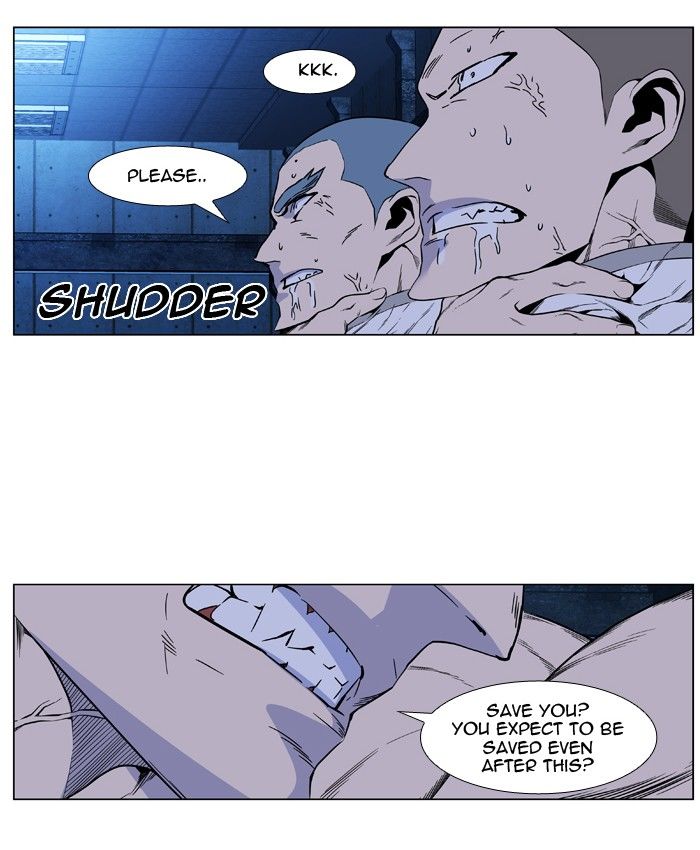 KKK.
PLEASE..
SHUDDER
SAVE YOU?
YOU EXPECT TO BE
SAVED EVEN
AFTER THIS?